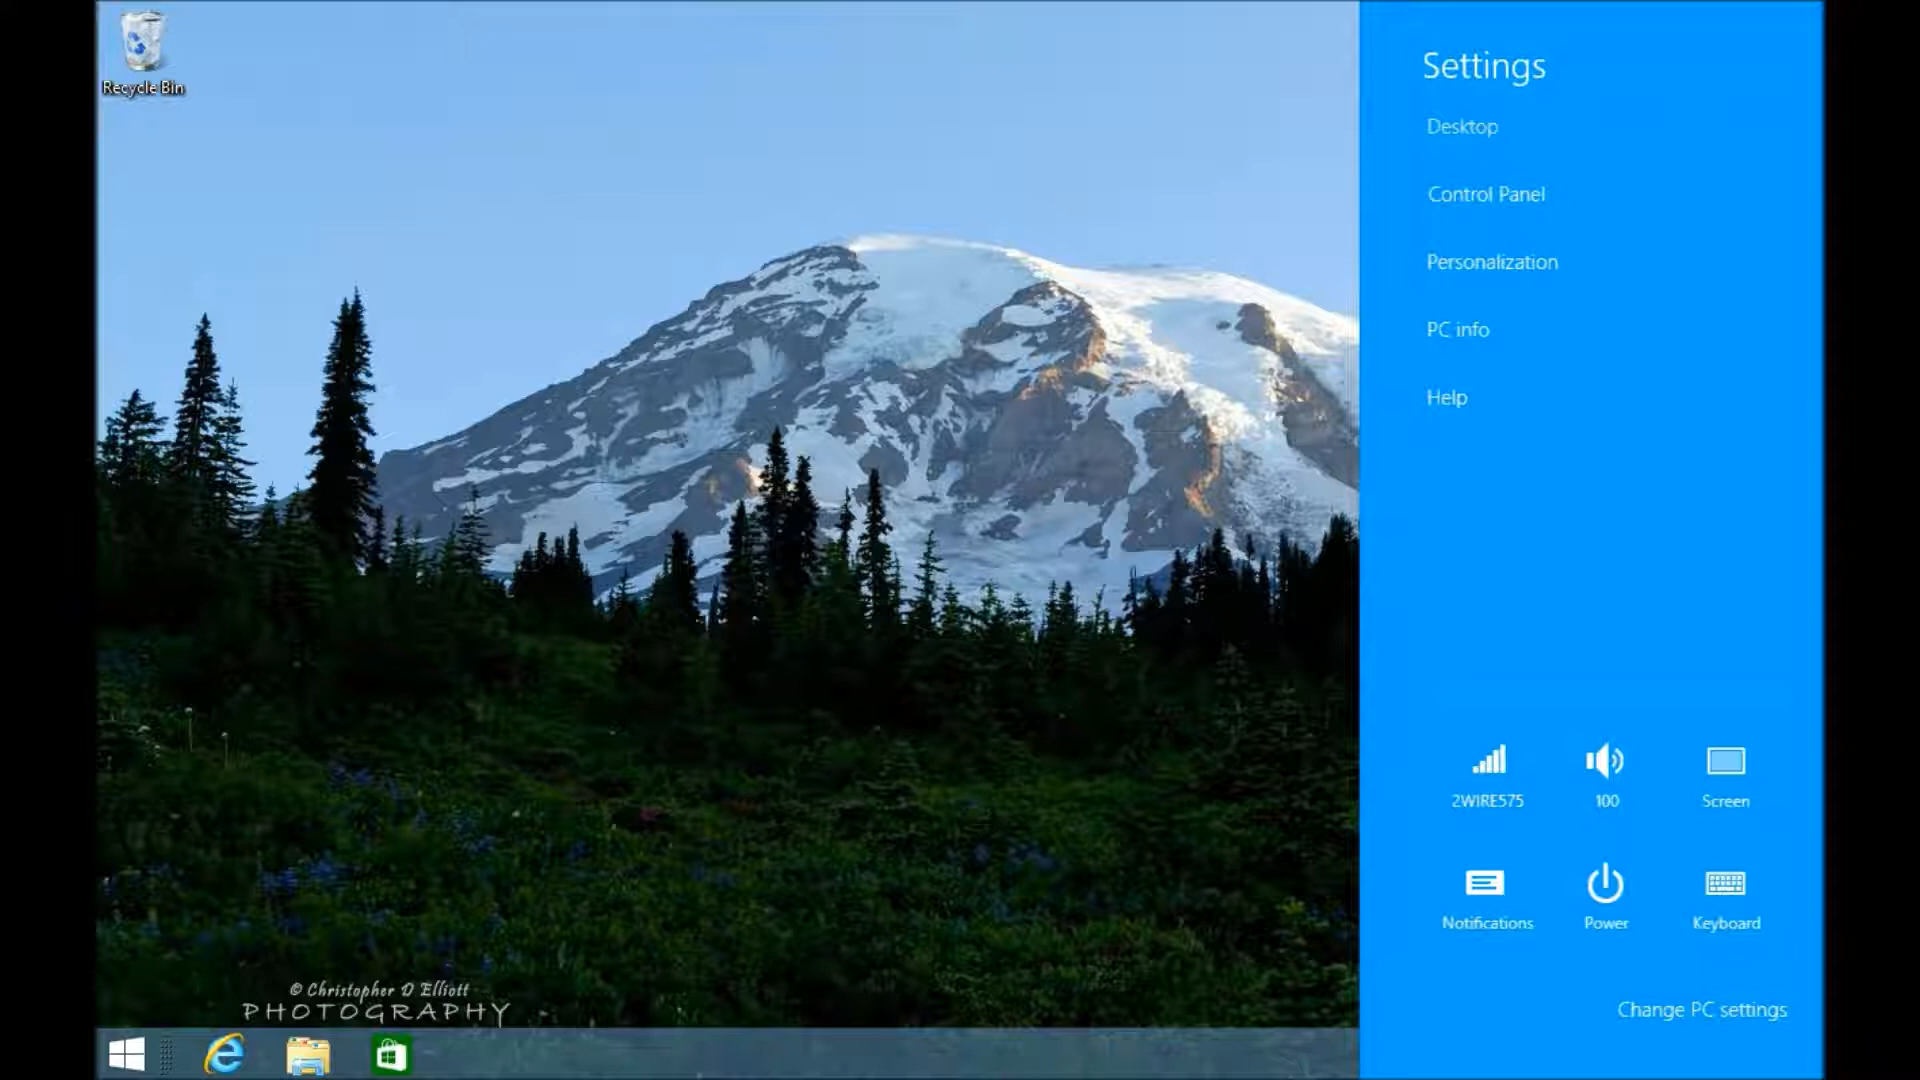 Recycle Bin
© Christopher D Elliott
PHOTOGRAPHY
Settings
Desktop
Control Panel
Personalization
PC info
Help
2WIRE575
100
Screen
Notifications
Power
Keyboard
Change PC settings